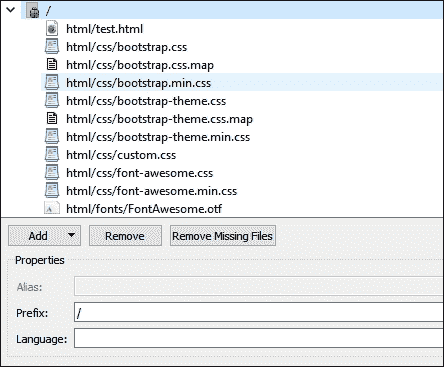 /
html/test.html
html/css/bootstrap.css
html/css/bootstrap.css.map
html/css/bootstrap.min.css
html/css/bootstrap-theme.css
html/css/bootstrap-theme.css.map
html/css/bootstrap-theme.min.css
html/css/custom.css
html/css/font-awesome.css
html/css/font-awesome.min.css
html/fonts/FontAwesome.otf
Add Remove Remove Missing Files
Properties
Alias:
Prefix: /
Language: